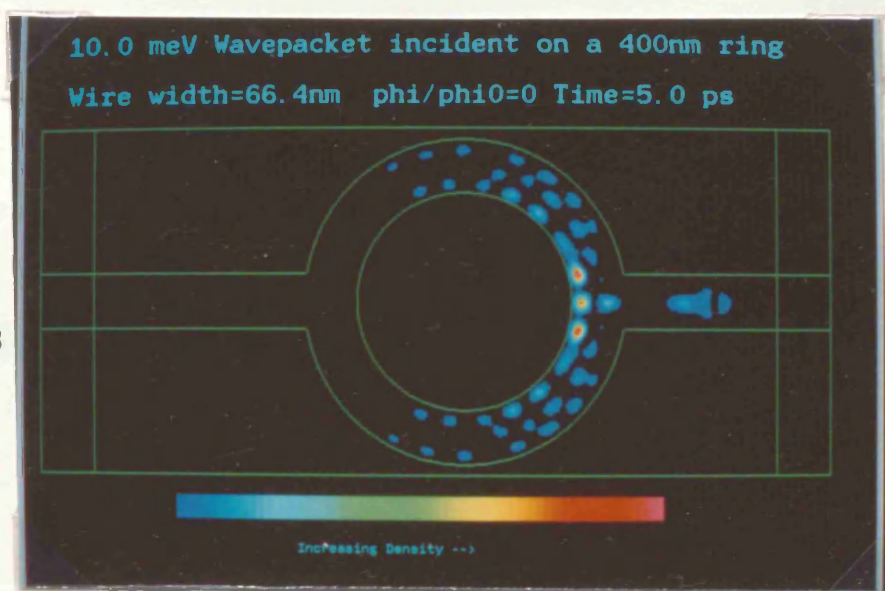 10.0 meV Wavepacket incident on a 400nm ring
Wire width=66.4nm phi/phi0=0 Time=5.0 ps
Increasing Density -->